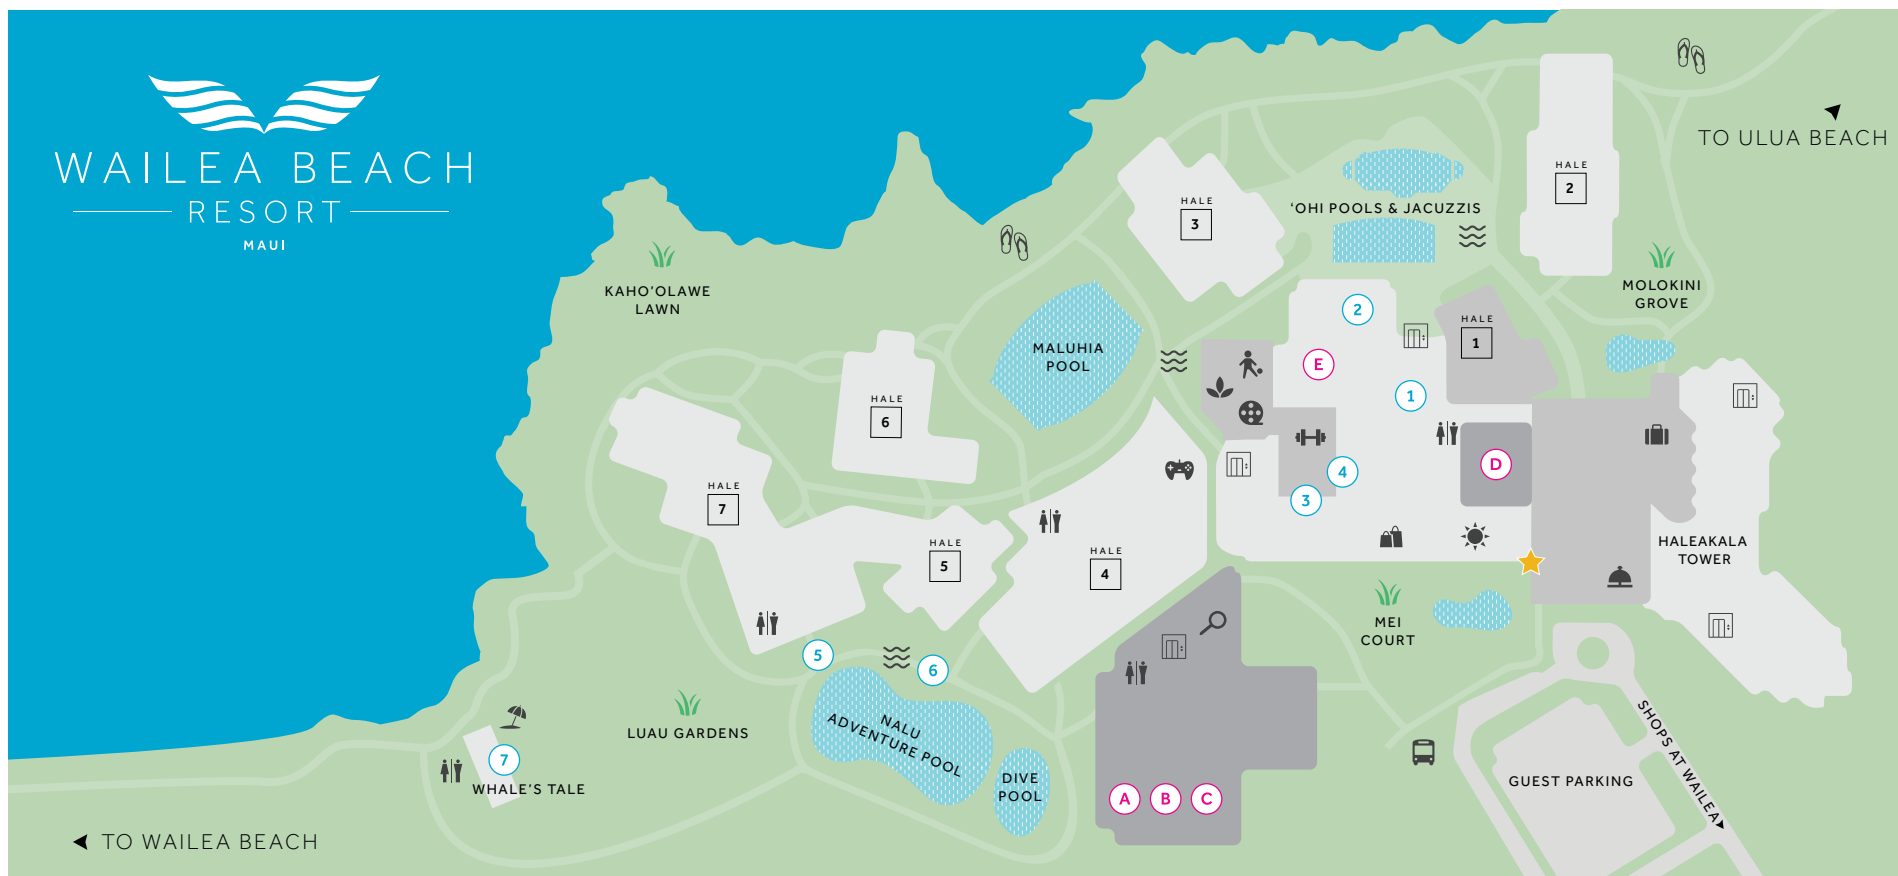 WAILEA BEACH
RESORT
MAUI
TO ULUA BEACH
HALE
2
HALE
3
‘OHI POOLS & JACUZZIS
KAHO'OLAWE
LAWN
MOLOKINI
GROVE
2
HALE
1
MALUHIA
POOL
E
1
HALE
6
D
4
3
HALE
7
HALE
5
HALE
4
HALEAKALA
TOWER
MEI
COURT
5
6
LUAU GARDENS
NALU
ADVENTURE POOL
SHOPS AT WAILEA
7
WHALE'S TALE
DIVE
POOL
GUEST PARKING
A B C
TO WAILEA BEACH